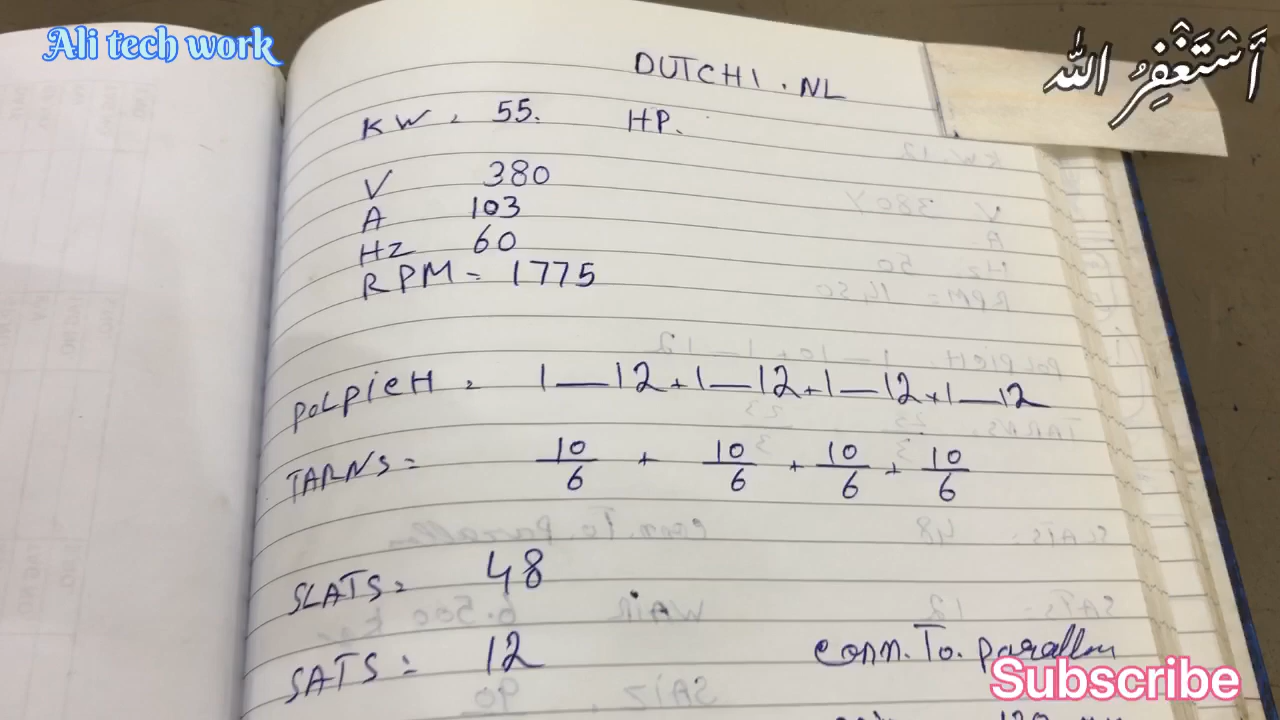 Ali tech work
أَسْتَغْفِرُ اللّٰه
DUTCHI . NL
KW. 55. HP.
V 380
A 103
HZ 60
RPM = 1775
POLPieH = 1—12+1—12+1—12+1—12
TARNS = 10/6 + 10/6 + 10/6 + 10/6
SLATS = 48
SATS = 12 conn.To.parallm
Subscribe